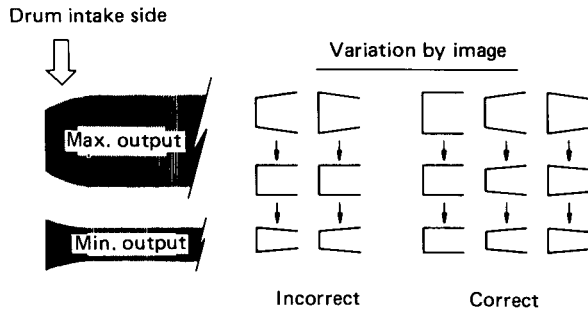 Drum intake side
Variation by image
Max. output
Min. output
Incorrect
Correct